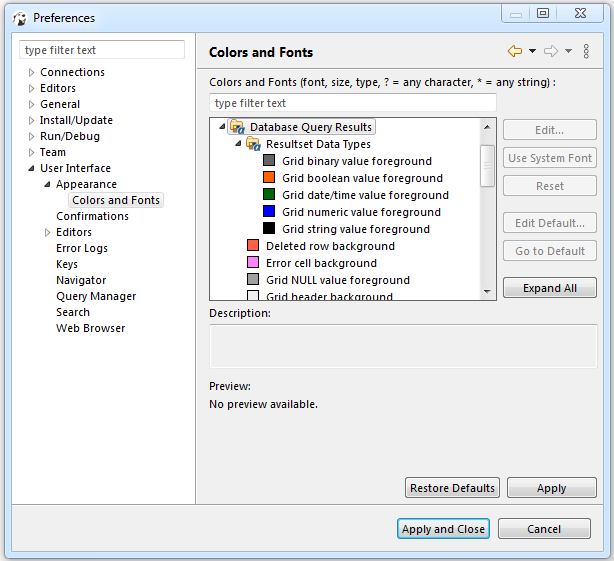 Preferences
type filter text
Connections
Editors
General
Install/Update
Run/Debug
Team
User Interface
Appearance
Colors and Fonts
Confirmations
Editors
Error Logs
Keys
Navigator
Query Manager
Search
Web Browser
Colors and Fonts
Colors and Fonts (font, size, type, ? = any character, * = any string) :
type filter text
Database Query Results
Resultset Data Types
Grid binary value foreground
Grid boolean value foreground
Grid date/time value foreground
Grid numeric value foreground
Grid string value foreground
Deleted row background
Error cell background
Grid NULL value foreground
Grid header background
Edit...
Use System Font
Reset
Edit Default...
Go to Default
Expand All
Description:
Preview:
No preview available.
Restore Defaults
Apply
Apply and Close
Cancel